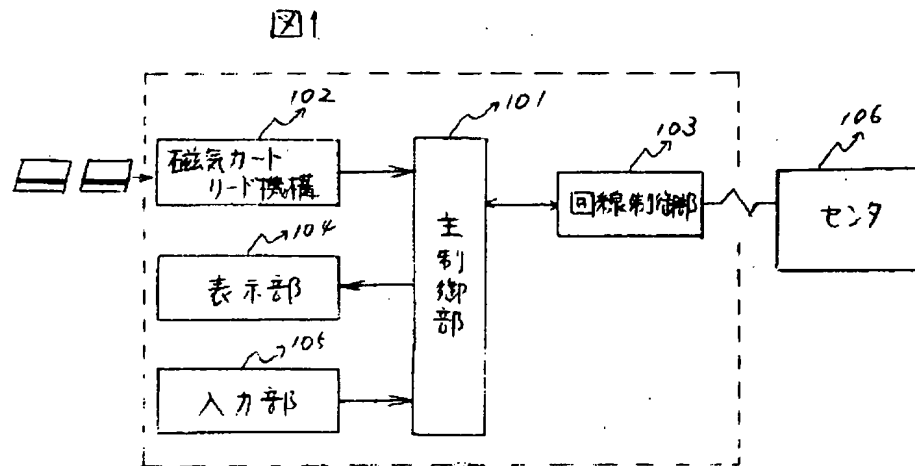 図1
102
磁気カード
リード機構
101
主制御部
103
回線制御部
106
センタ
104
表示部
105
入力部